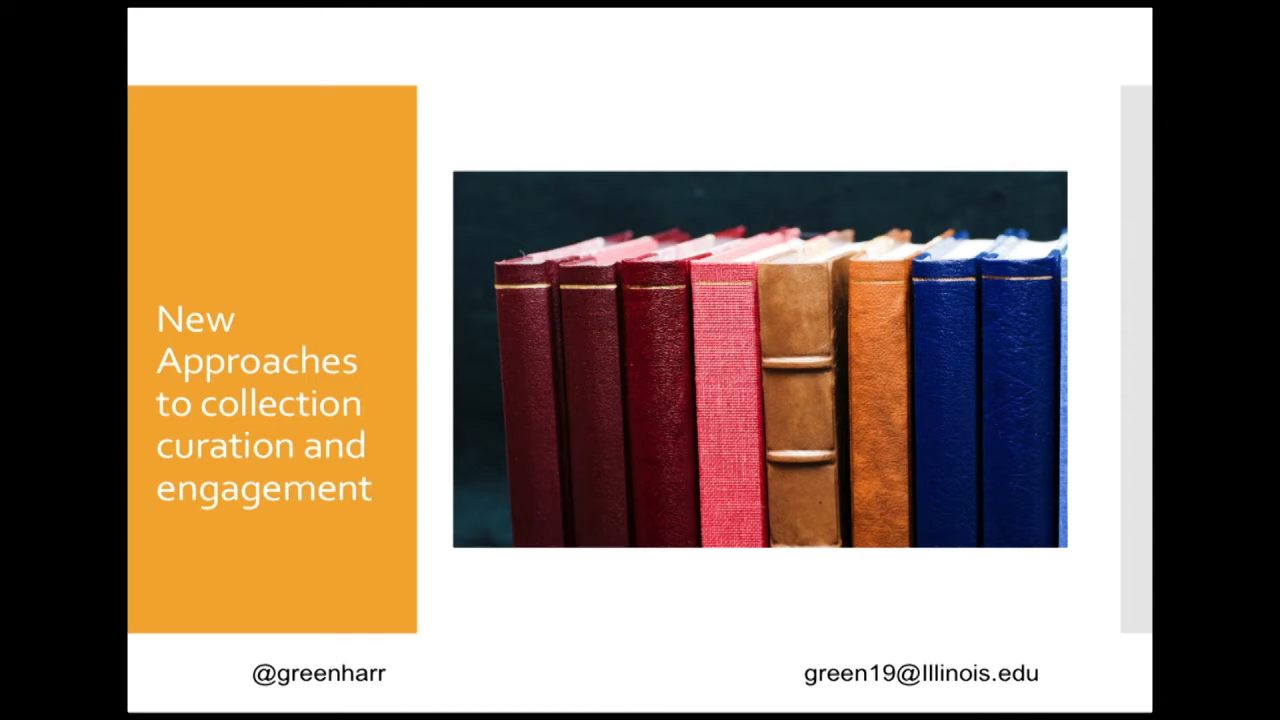 New
Approaches
to collection
curation and
engagement
@greenharr
green19@Illinois.edu